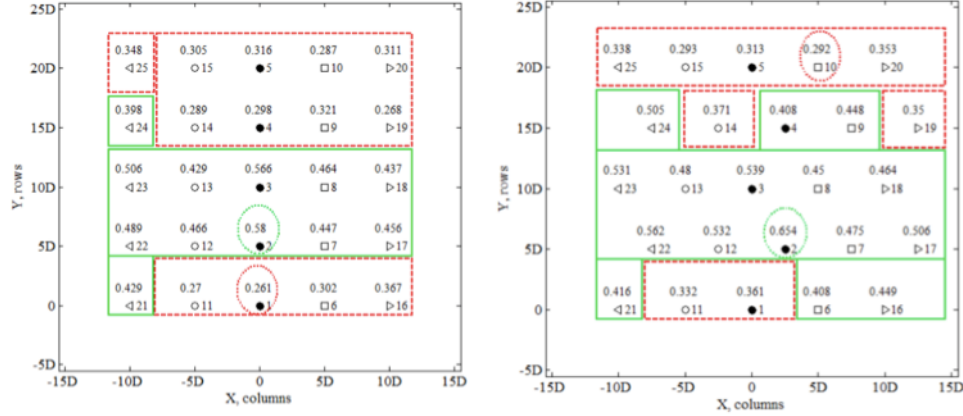 25D
0.348 0.305 0.316 0.287 0.311
20D
25 15 5 10 20
0.398 0.289 0.298 0.321 0.268
15D
24 14 4 9 19
0.506 0.429 0.566 0.464 0.437
10D
23 13 3 8 18
0.489 0.466 0.58 0.447 0.456
5D
22 12 2 7 17
0.429 0.27 0.261 0.302 0.367
0
21 11 1 6 16
-5D
-15D -10D -5D 0 5D 10D 15D
X, columns
Y, rows
25D
0.338 0.293 0.313 0.292 0.353
20D
25 15 5 10 20
0.505 0.371 0.408 0.448 0.35
15D
24 14 4 9 19
0.531 0.48 0.539 0.45 0.464
10D
23 13 3 8 18
0.562 0.532 0.654 0.475 0.506
5D
22 12 2 7 17
0.416 0.332 0.361 0.408 0.449
0
21 11 1 6 16
-5D
-15D -10D -5D 0 5D 10D 15D
X, columns
Y, rows